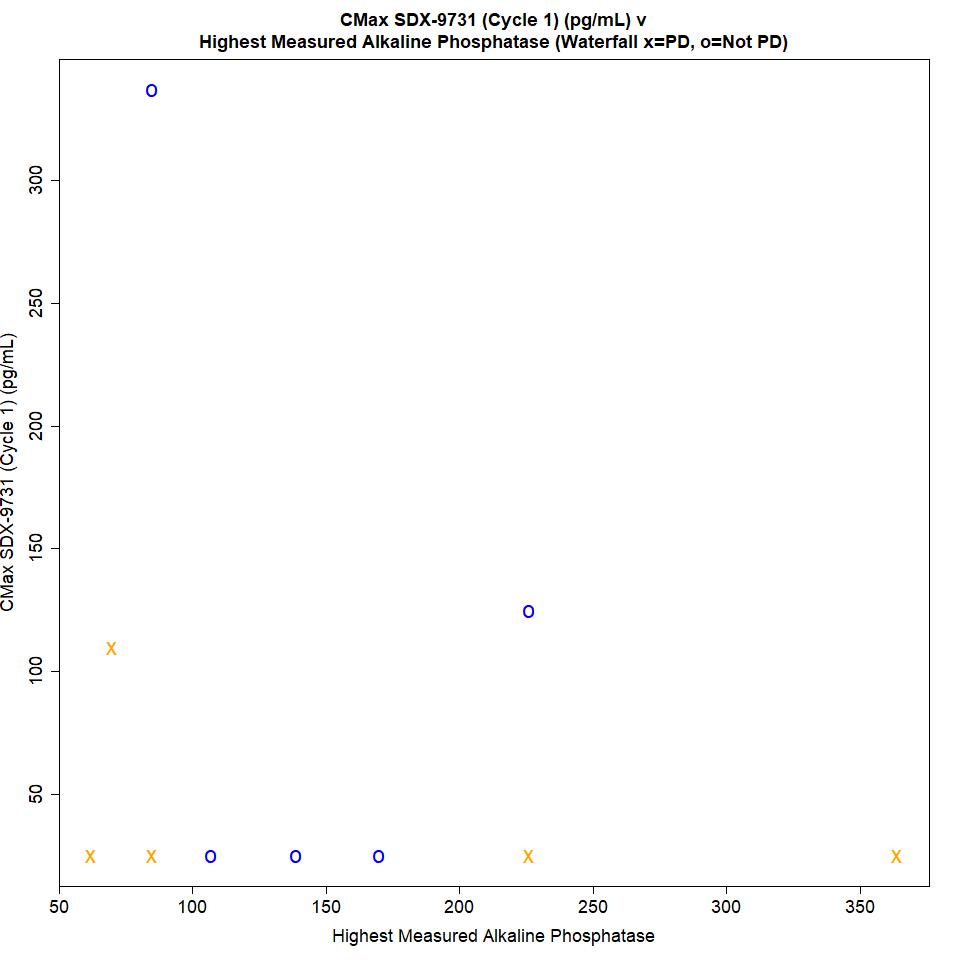 CMax SDX-9731 (Cycle 1) (pg/mL) v
Highest Measured Alkaline Phosphatase (Waterfall x=PD, o=Not PD)
CMax SDX-9731 (Cycle 1) (pg/mL)
300
250
200
150
100
50
o
o
x
x
x
o
o
o
x
x
50
100
150
200
250
300
350
Highest Measured Alkaline Phosphatase